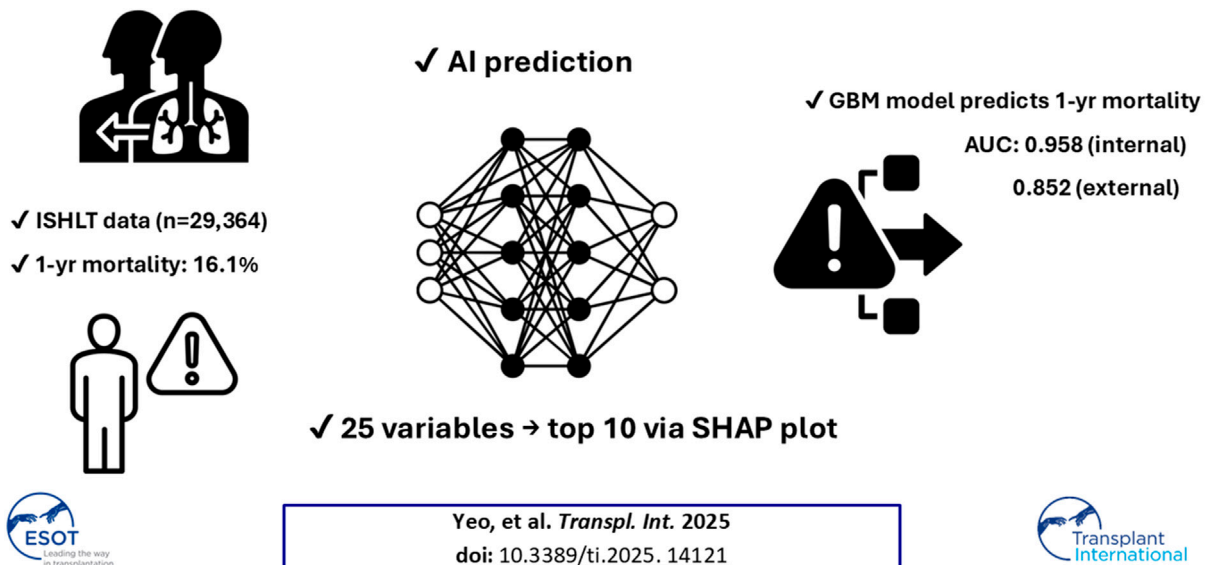 ✓ AI prediction
✓ GBM model predicts 1-yr mortality
AUC: 0.958 (internal)
0.852 (external)
✓ ISHLT data (n=29,364)
✓ 1-yr mortality: 16.1%
✓ 25 variables → top 10 via SHAP plot
ESOT
Leading the way
in transplantation
Yeo, et al. Transpl. Int. 2025
doi: 10.3389/ti.2025. 14121
Transplant
International